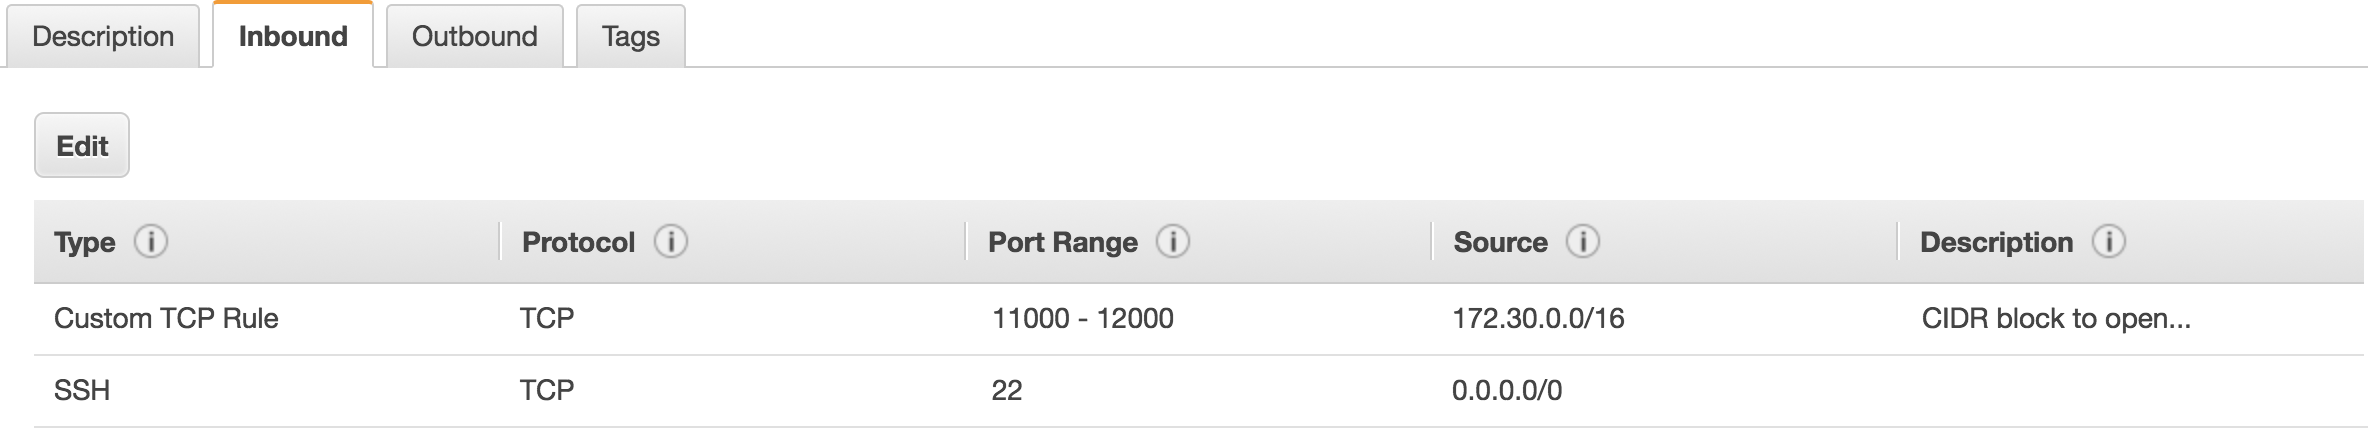 Description Inbound Outbound Tags
Edit
Type Protocol Port Range Source Description
Custom TCP Rule TCP 11000 - 12000 172.30.0.0/16 CIDR block to open...
SSH TCP 22 0.0.0.0/0